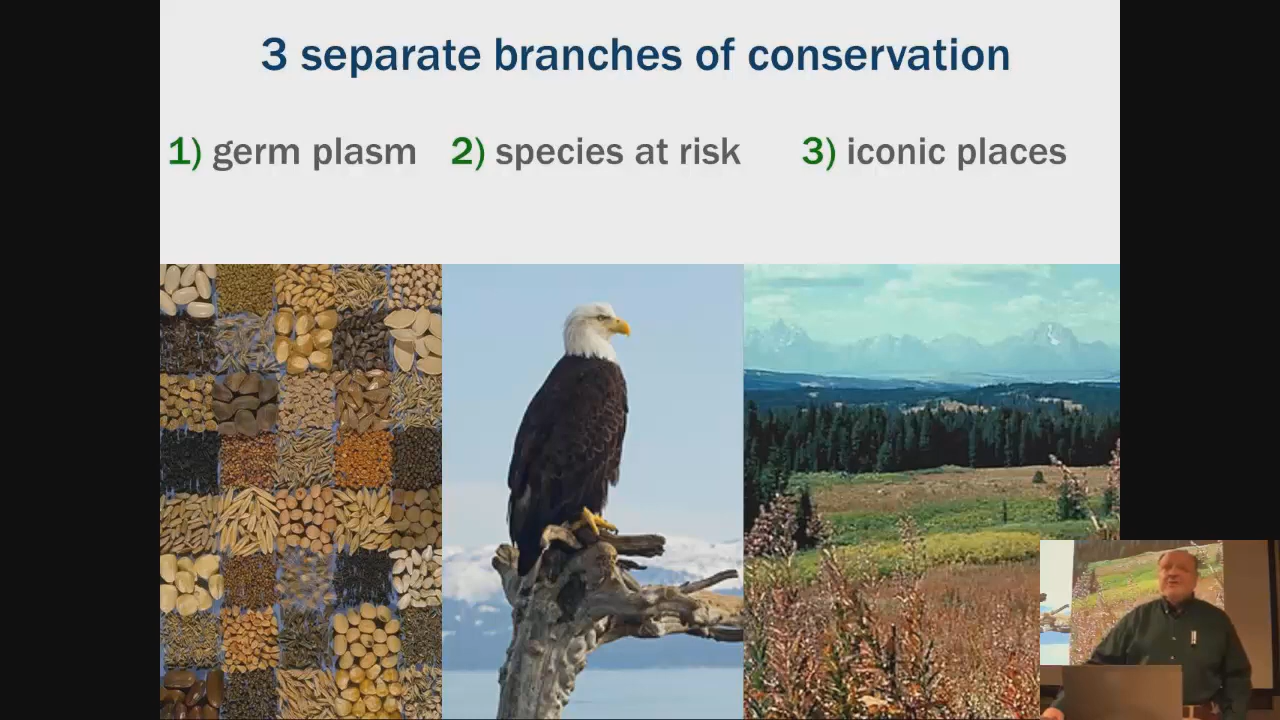 3 separate branches of conservation
1) germ plasm 2) species at risk 3) iconic places